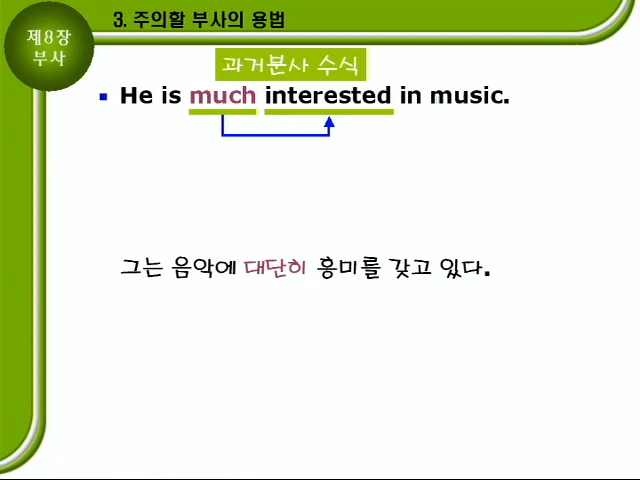 3. 주의할 부사의 용법
제8장
부사
과거분사 수식
He is much interested in music.
그는 음악에 대단히 흥미를 갖고 있다.